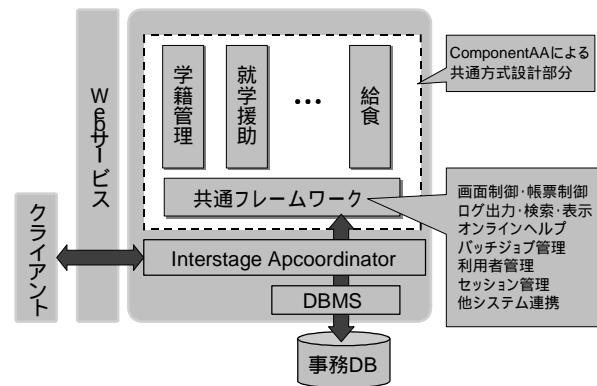 クライアント
Webサービス
学籍管理
就学援助
…
給食
共通フレームワーク
Interstage Apcoordinator
DBMS
事務DB
ComponentAAによる
共通方式設計部分
画面制御・帳票制御
ログ出力・検索・表示
オンラインヘルプ
バッチジョブ管理
利用者管理
セッション管理
他システム連携